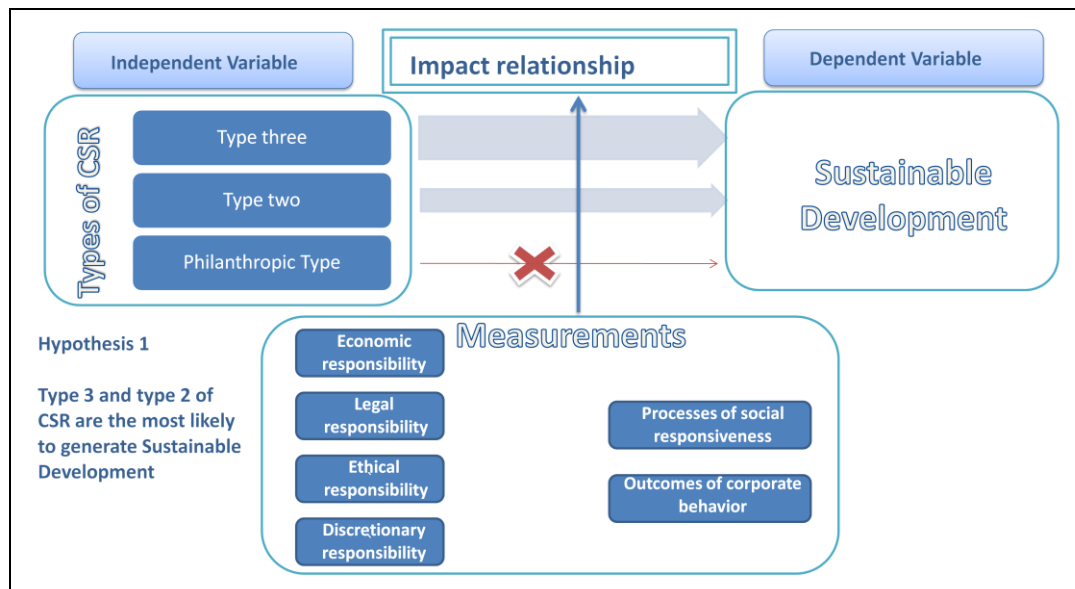 Independent Variable
Impact relationship
Dependent Variable
Types of CSR
Type three
Type two
Philanthropic Type
Sustainable
Development
Hypothesis 1
Type 3 and type 2 of
CSR are the most likely
to generate Sustainable
Development
Measurements
Economic
responsibility
Legal
responsibility
Ethical
responsibility
Discretionary
responsibility
Processes of social
responsiveness
Outcomes of corporate
behavior